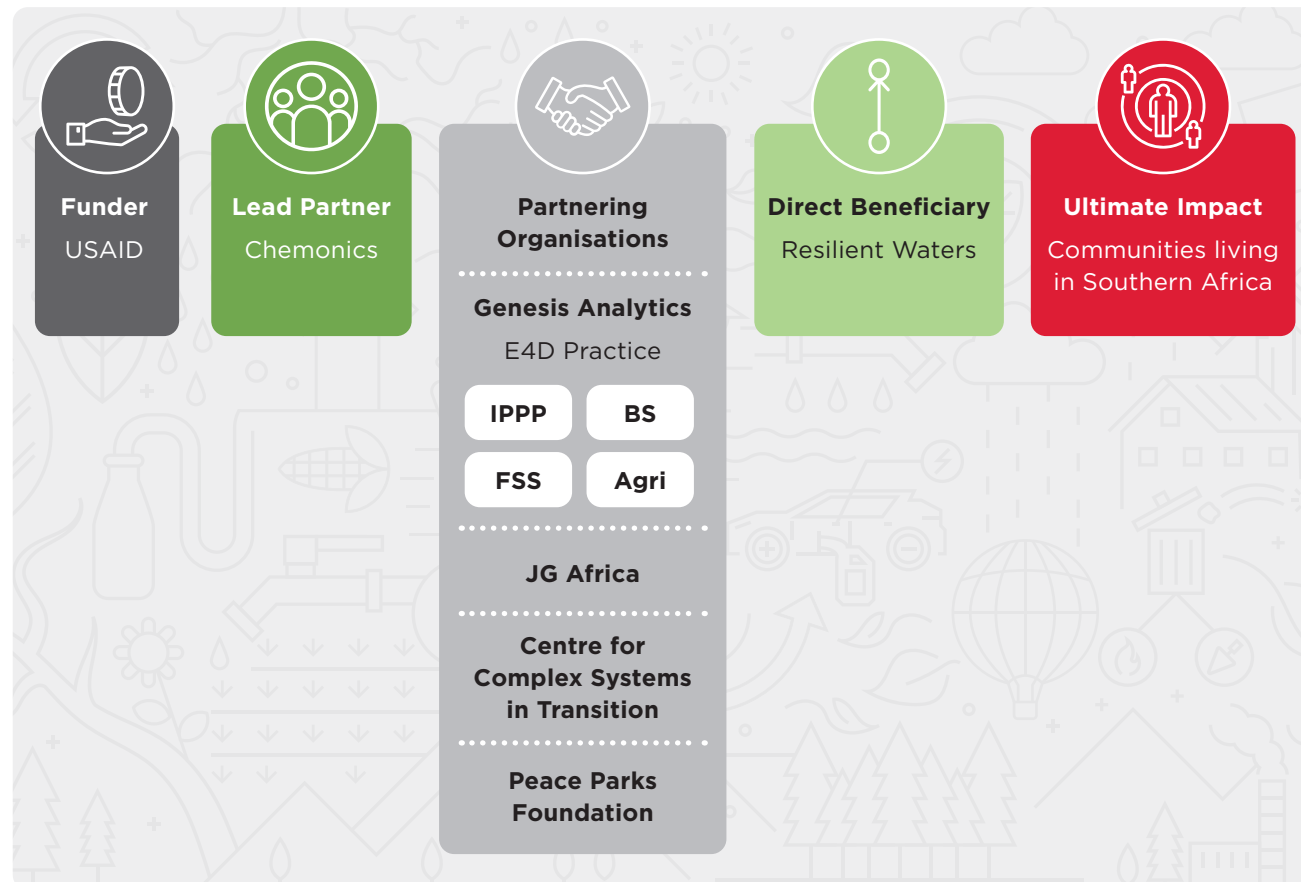 Funder
USAID
Lead Partner
Chemonics
Partnering
Organisations
Genesis Analytics
E4D Practice
IPPP
BS
FSS
Agri
JG Africa
Centre for
Complex Systems
in Transition
Peace Parks
Foundation
Direct Beneficiary
Resilient Waters
Ultimate Impact
Communities living
in Southern Africa